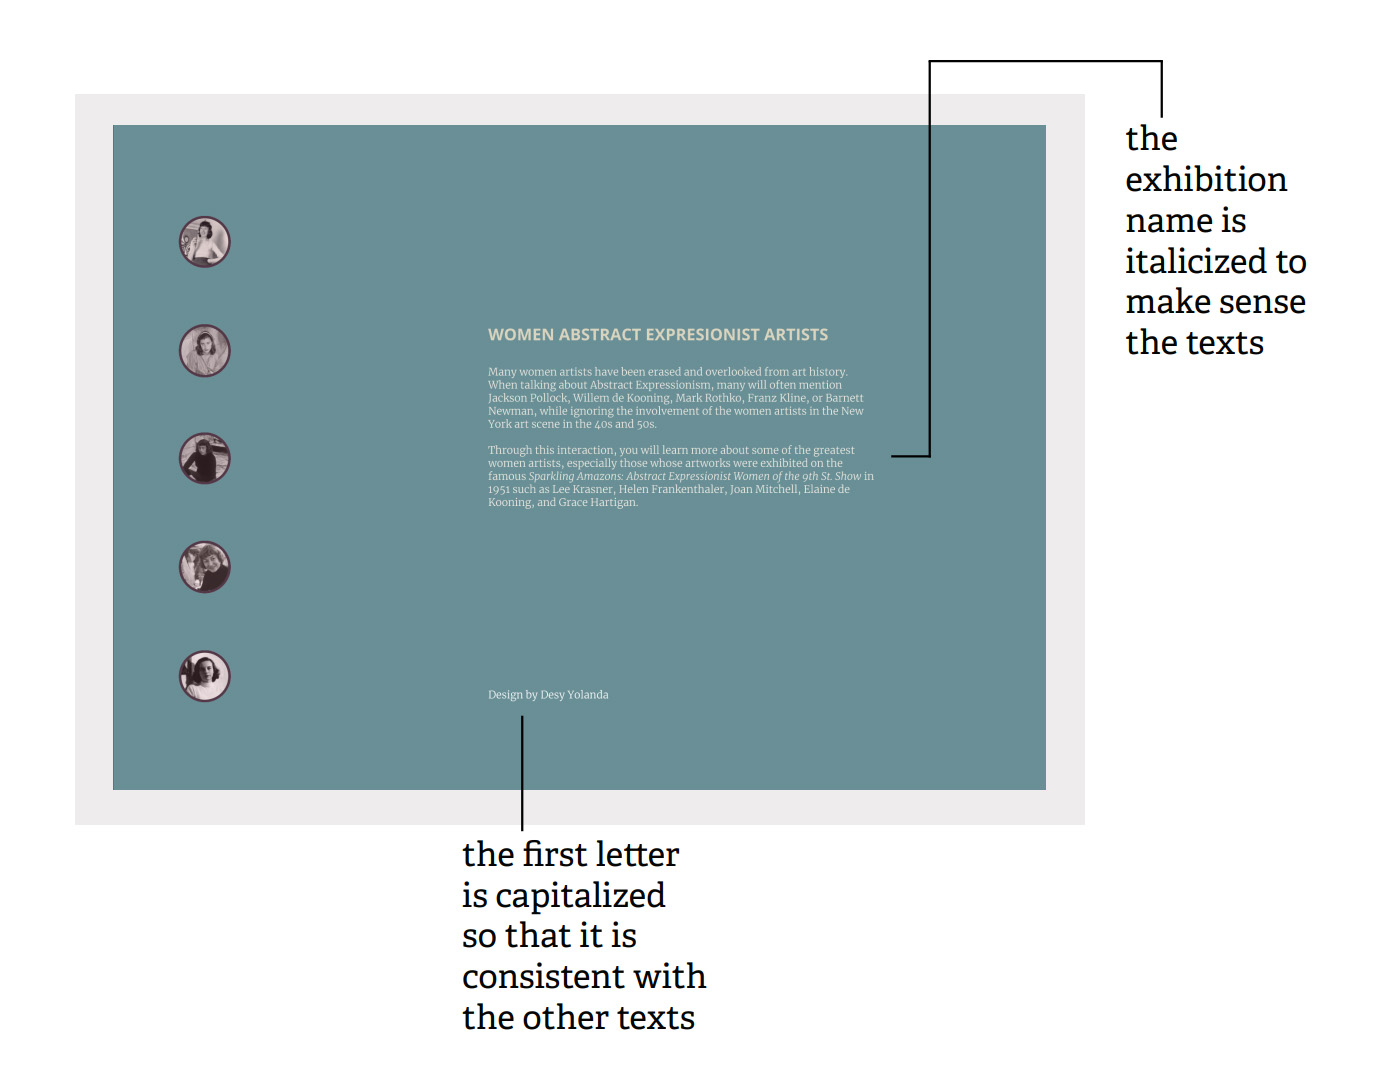 the
exhibition
name is
italicized to
make sense
the texts
WOMEN ABSTRACT EXPRESIONIST ARTISTS
Many women artists have been erased and overlooked from art history.
When talking about Abstract Expressionism, many will often mention
Jackson Pollock, Willem de Kooning, Mark Rothko, Franz Kline, or Barnett
Newman, while ignoring the involvement of the women artists in the New
York art scene in the 40s and 50s.
Through this interaction, you will learn more about some of the greatest
women artists, especially those whose artworks were exhibited on the
famous Sparkling Amazons: Abstract Expressionist Women of the 9th St. Show in
1951 such as Lee Krasner, Helen Frankenthaler, Joan Mitchell, Elaine de
Kooning, and Grace Hartigan.
Design by Desy Yolanda
the first letter
is capitalized
so that it is
consistent with
the other texts